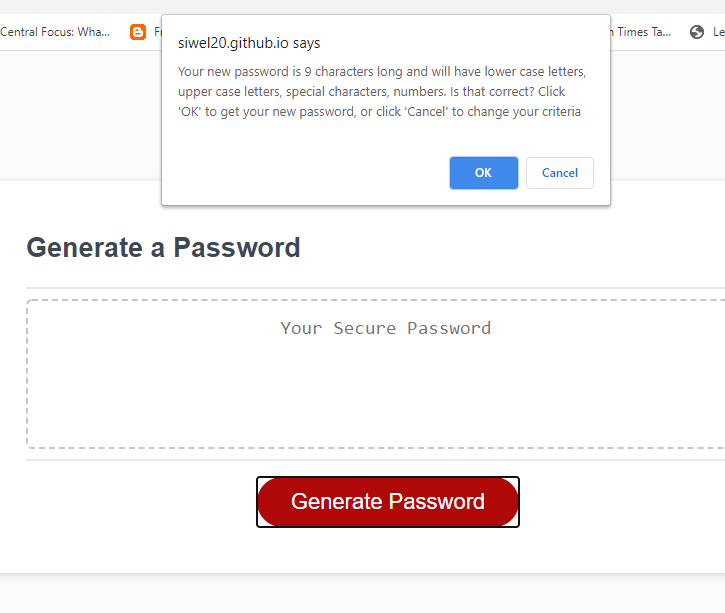 Central Focus: Wha...
siwel20.github.io says
Your new password is 9 characters long and will have lower case letters,
upper case letters, special characters, numbers. Is that correct? Click
'OK' to get your new password, or click 'Cancel' to change your criteria
OK Cancel
Times Ta...
Le
Generate a Password
Your Secure Password
Generate Password